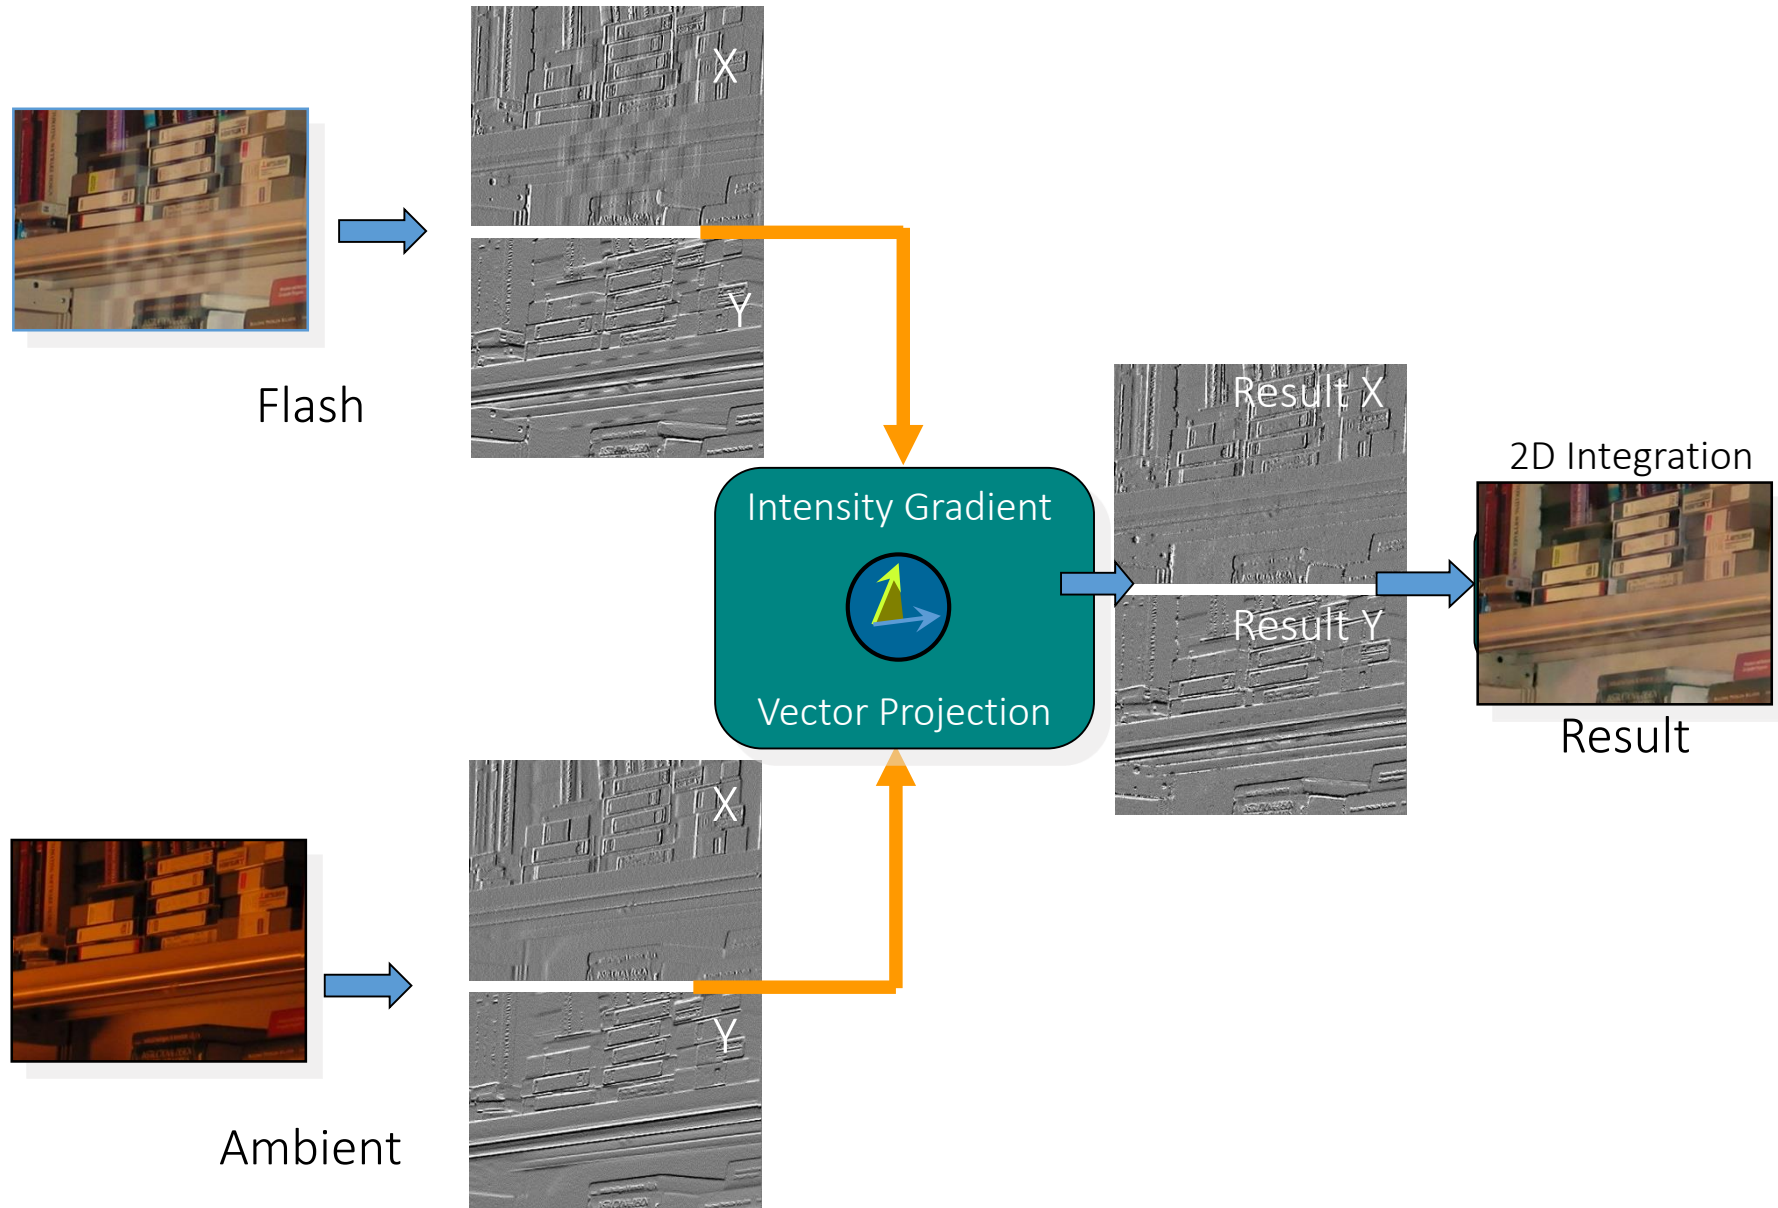 X
Y
Flash
Intensity Gradient
Vector Projection
Result X
Result Y
2D Integration
Result
X
Y
Ambient